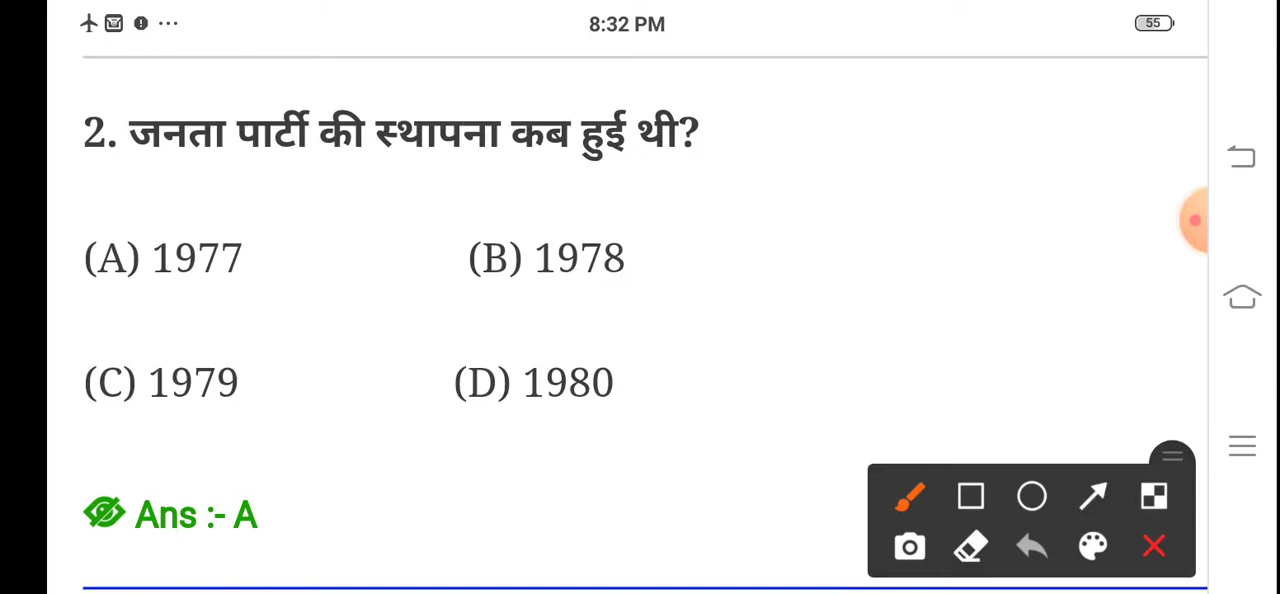 8:32 PM
55
2. जनता पार्टी की स्थापना कब हुई थी?
(A) 1977 (B) 1978
(C) 1979 (D) 1980
Ans :- A